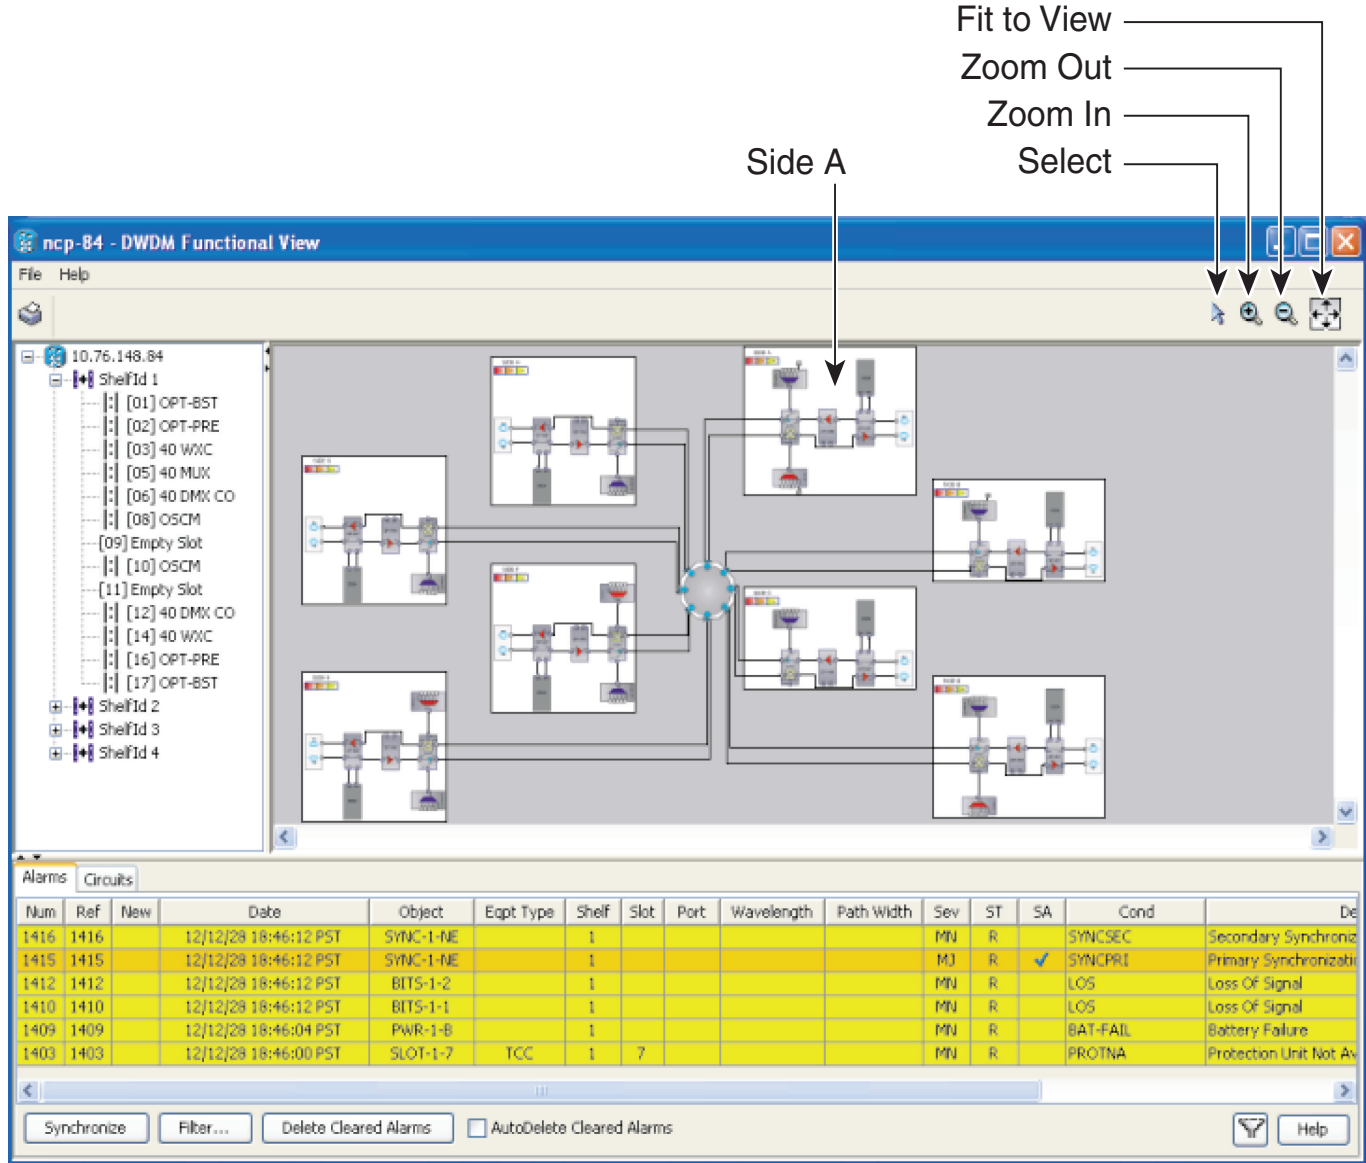 Fit to View
Zoom Out
Zoom In
Select
Side A
ncp-84 - DWDM Functional View
File Help
10.76.148.84
ShelfId 1
[01] OPT-BST
[02] OPT-PRE
[03] 40 WXC
[05] 40 MUX
[06] 40 DMX CO
[08] OSCM
[09] Empty Slot
[10] OSCM
[11] Empty Slot
[12] 40 DMX CO
[14] 40 WXC
[16] OPT-PRE
[17] OPT-BST
ShelfId 2
ShelfId 3
ShelfId 4
Alarms Circuits
Num Ref New Date Object Eqpt Type Shelf Slot Port Wavelength Path Width Sev ST SA Cond De
1416 1416 12/12/28 18:46:12 PST SYNC-1-NE 1 MN R SYNCSEC Secondary Synchroniz
1415 1415 12/12/28 18:46:12 PST SYNC-1-NE 1 MJ R SYNCPRI Primary Synchronizatio
1412 1412 12/12/28 18:46:12 PST BITS-1-2 1 MN R LOS Loss Of Signal
1410 1410 12/12/28 18:46:12 PST BITS-1-1 1 MN R LOS Loss Of Signal
1409 1409 12/12/28 18:46:04 PST PWR-1-B 1 MN R BAT-FAIL Battery Failure
1403 1403 12/12/28 18:46:00 PST SLOT-1-7 TCC 1 7 MN R PROTNA Protection Unit Not Av
Synchronize Filter... Delete Cleared Alarms AutoDelete Cleared Alarms Help